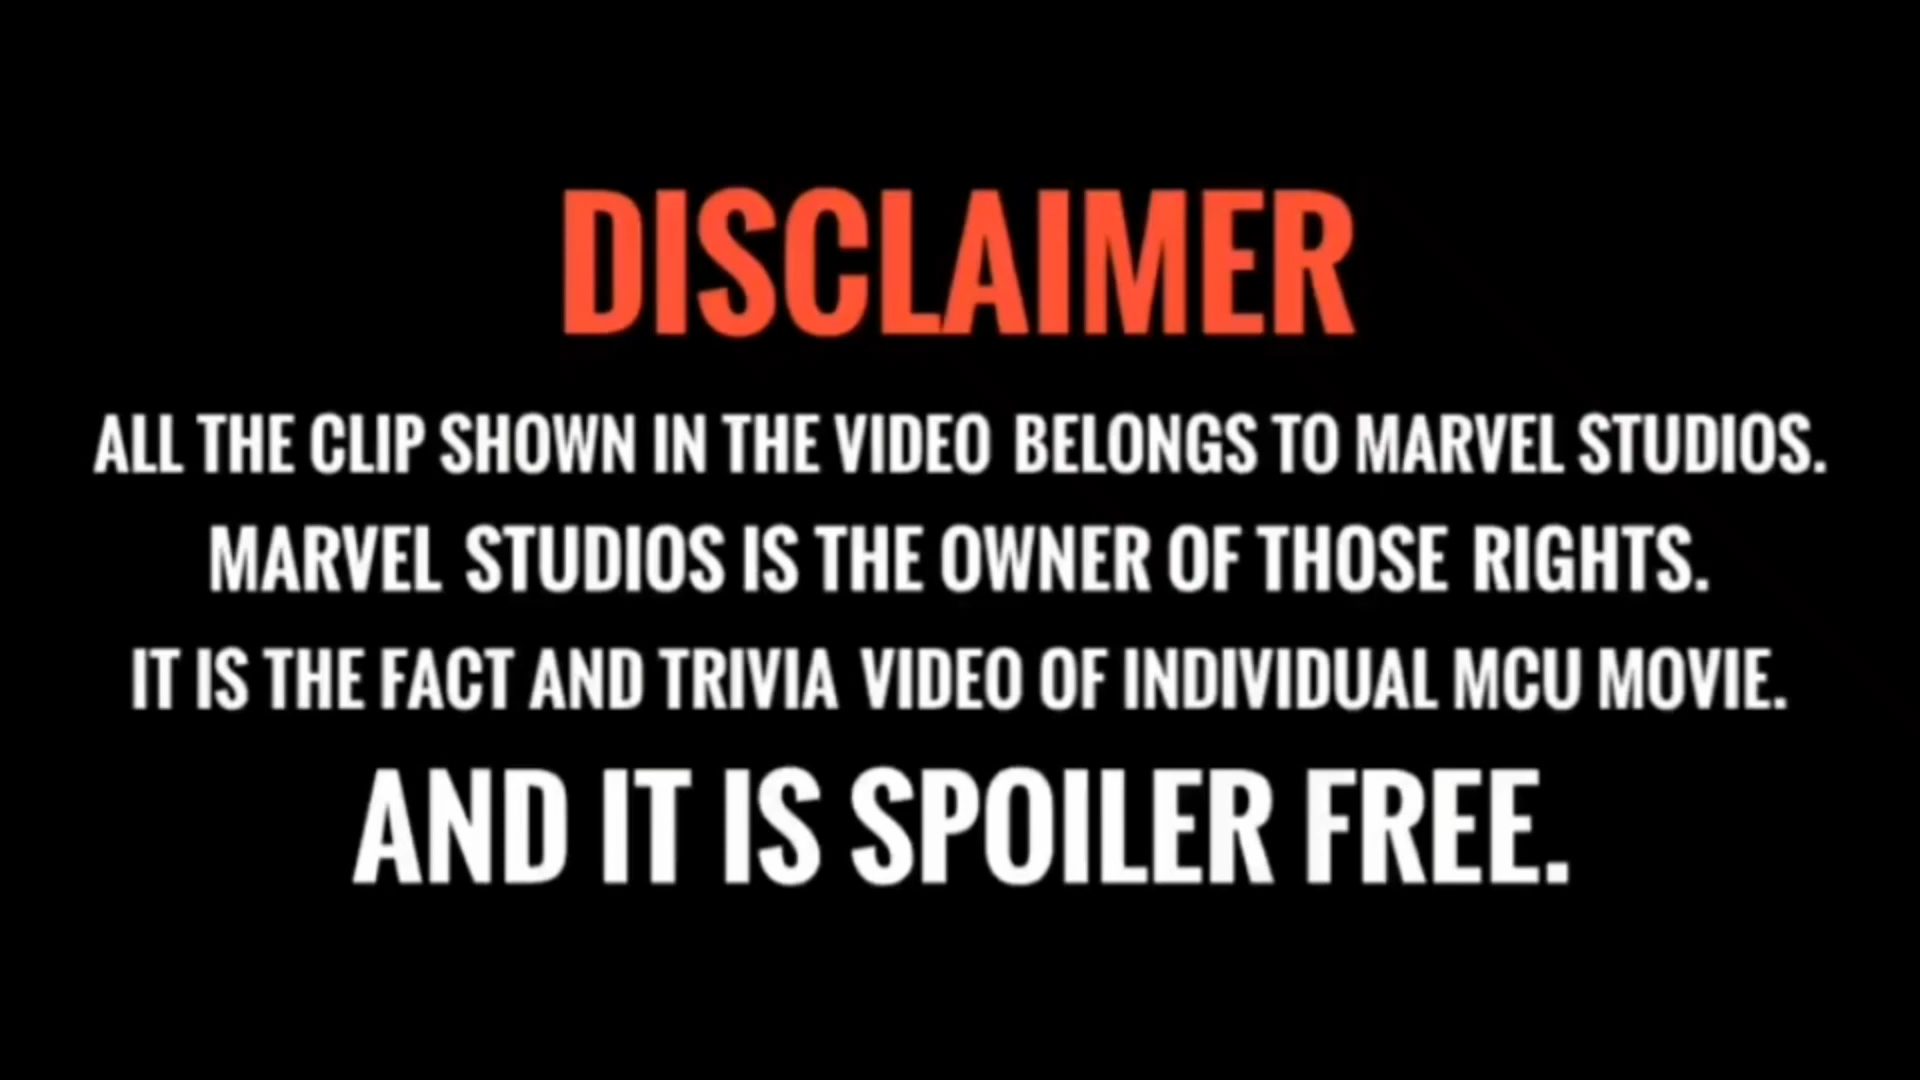 DISCLAIMER
ALL THE CLIP SHOWN IN THE VIDEO BELONGS TO MARVEL STUDIOS.
MARVEL STUDIOS IS THE OWNER OF THOSE RIGHTS.
IT IS THE FACT AND TRIVIA VIDEO OF INDIVIDUAL MCU MOVIE.
AND IT IS SPOILER FREE.